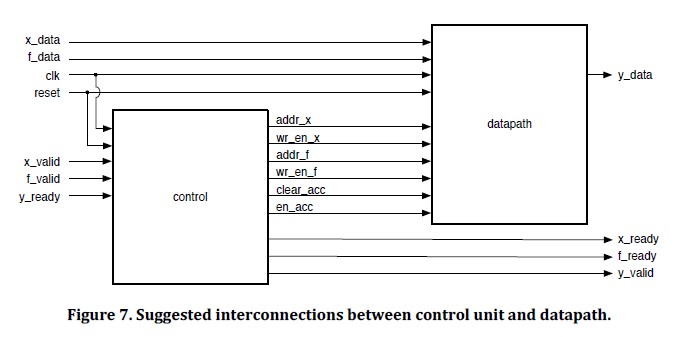 x_data
f_data
clk
reset
y_data
datapath
addr_x
wr_en_x
addr_f
wr_en_f
clear_acc
en_acc
x_valid
f_valid
y_ready
control
x_ready
f_ready
y_valid
Figure 7. Suggested interconnections between control unit and datapath.